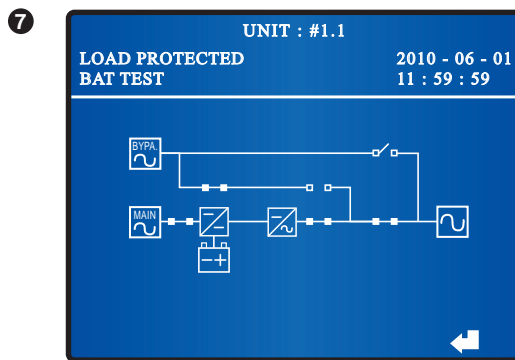 7
UNIT : #1.1
LOAD PROTECTED
2010 - 06 - 01
BAT TEST
11 : 59 : 59
BYPA.
MAIN